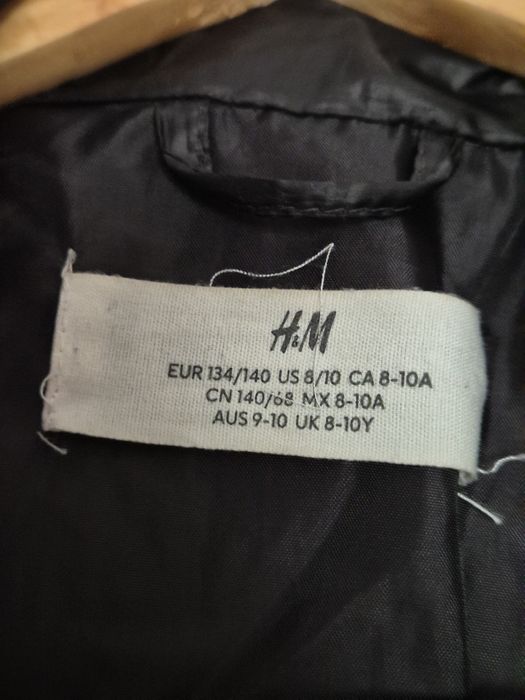 H&M
EUR 134/140 US 8/10 CA 8-10A
CN 140/68 MX 8-10A
AUS 9-10 UK 8-10Y